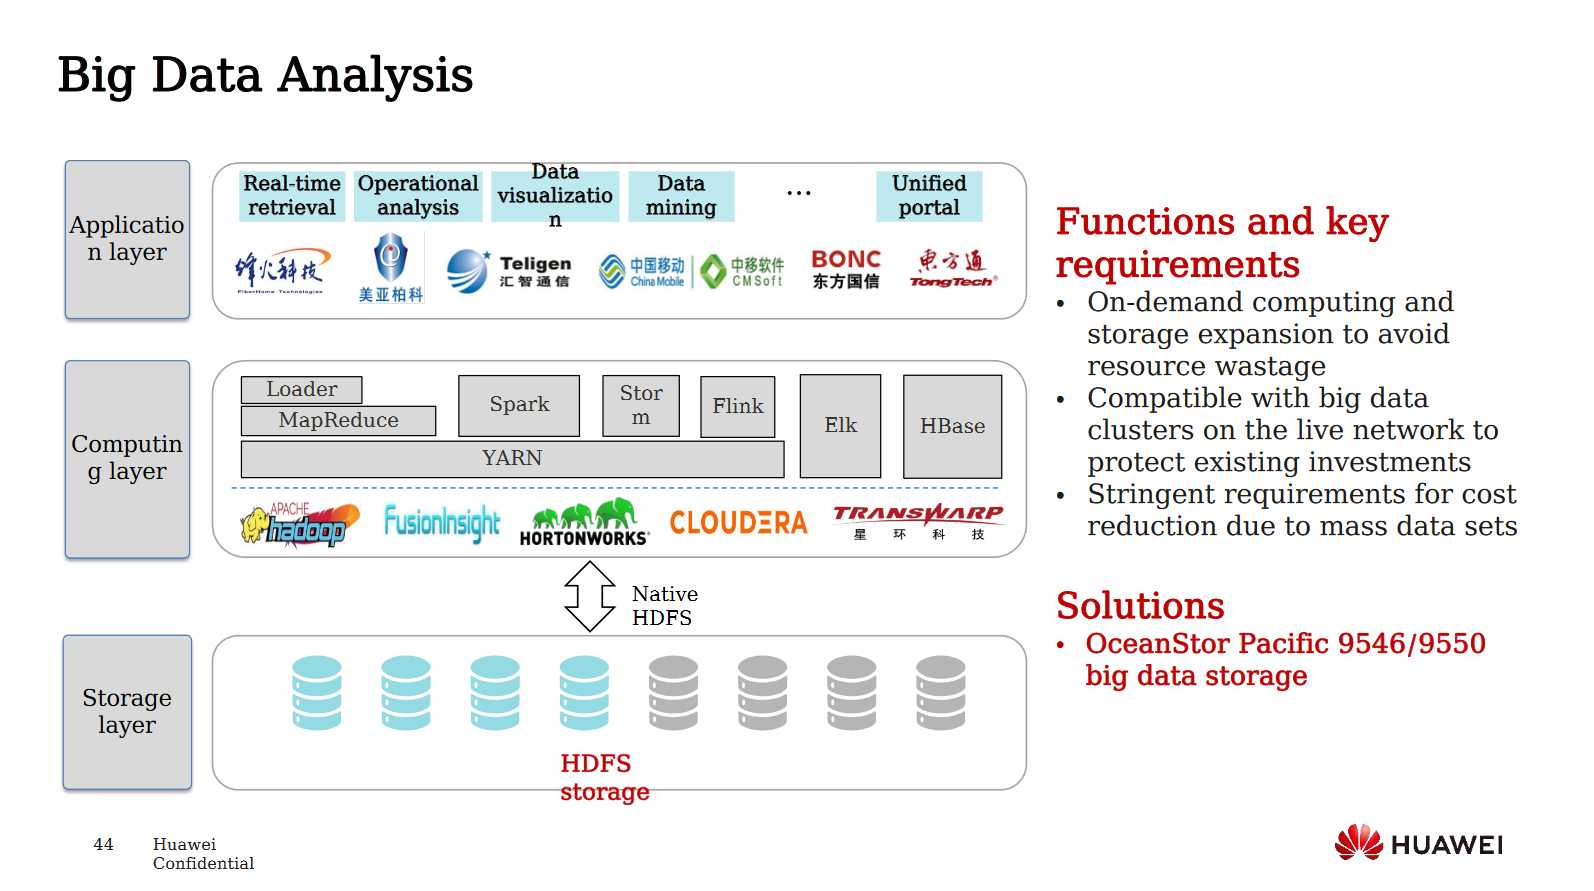 Big Data Analysis
Applicatio
n layer
Real-time
retrieval
Operational
analysis
Data
visualizatio
n
Data
mining
...
Unified
portal
烽火科技
FiberHome Technologies
美亚柏科
Teligen
汇智通信
中国移动
China Mobile
中移软件
CMSoft
BONC
东方国信
東方通
TongTech®
Computin
g layer
Loader
MapReduce
Spark
Stor
m
Flink
YARN
Elk
HBase
APACHE
hadoop
FusionInsight
HORTONWORKS
CLOUDERA
TRANSWARP
星环科技
Native
HDFS
Storage
layer
HDFS
storage
Functions and key
requirements
• On-demand computing and
storage expansion to avoid
resource wastage
• Compatible with big data
clusters on the live network to
protect existing investments
• Stringent requirements for cost
reduction due to mass data sets
Solutions
• OceanStor Pacific 9546/9550
big data storage
44
Huawei
Confidential
HUAWEI